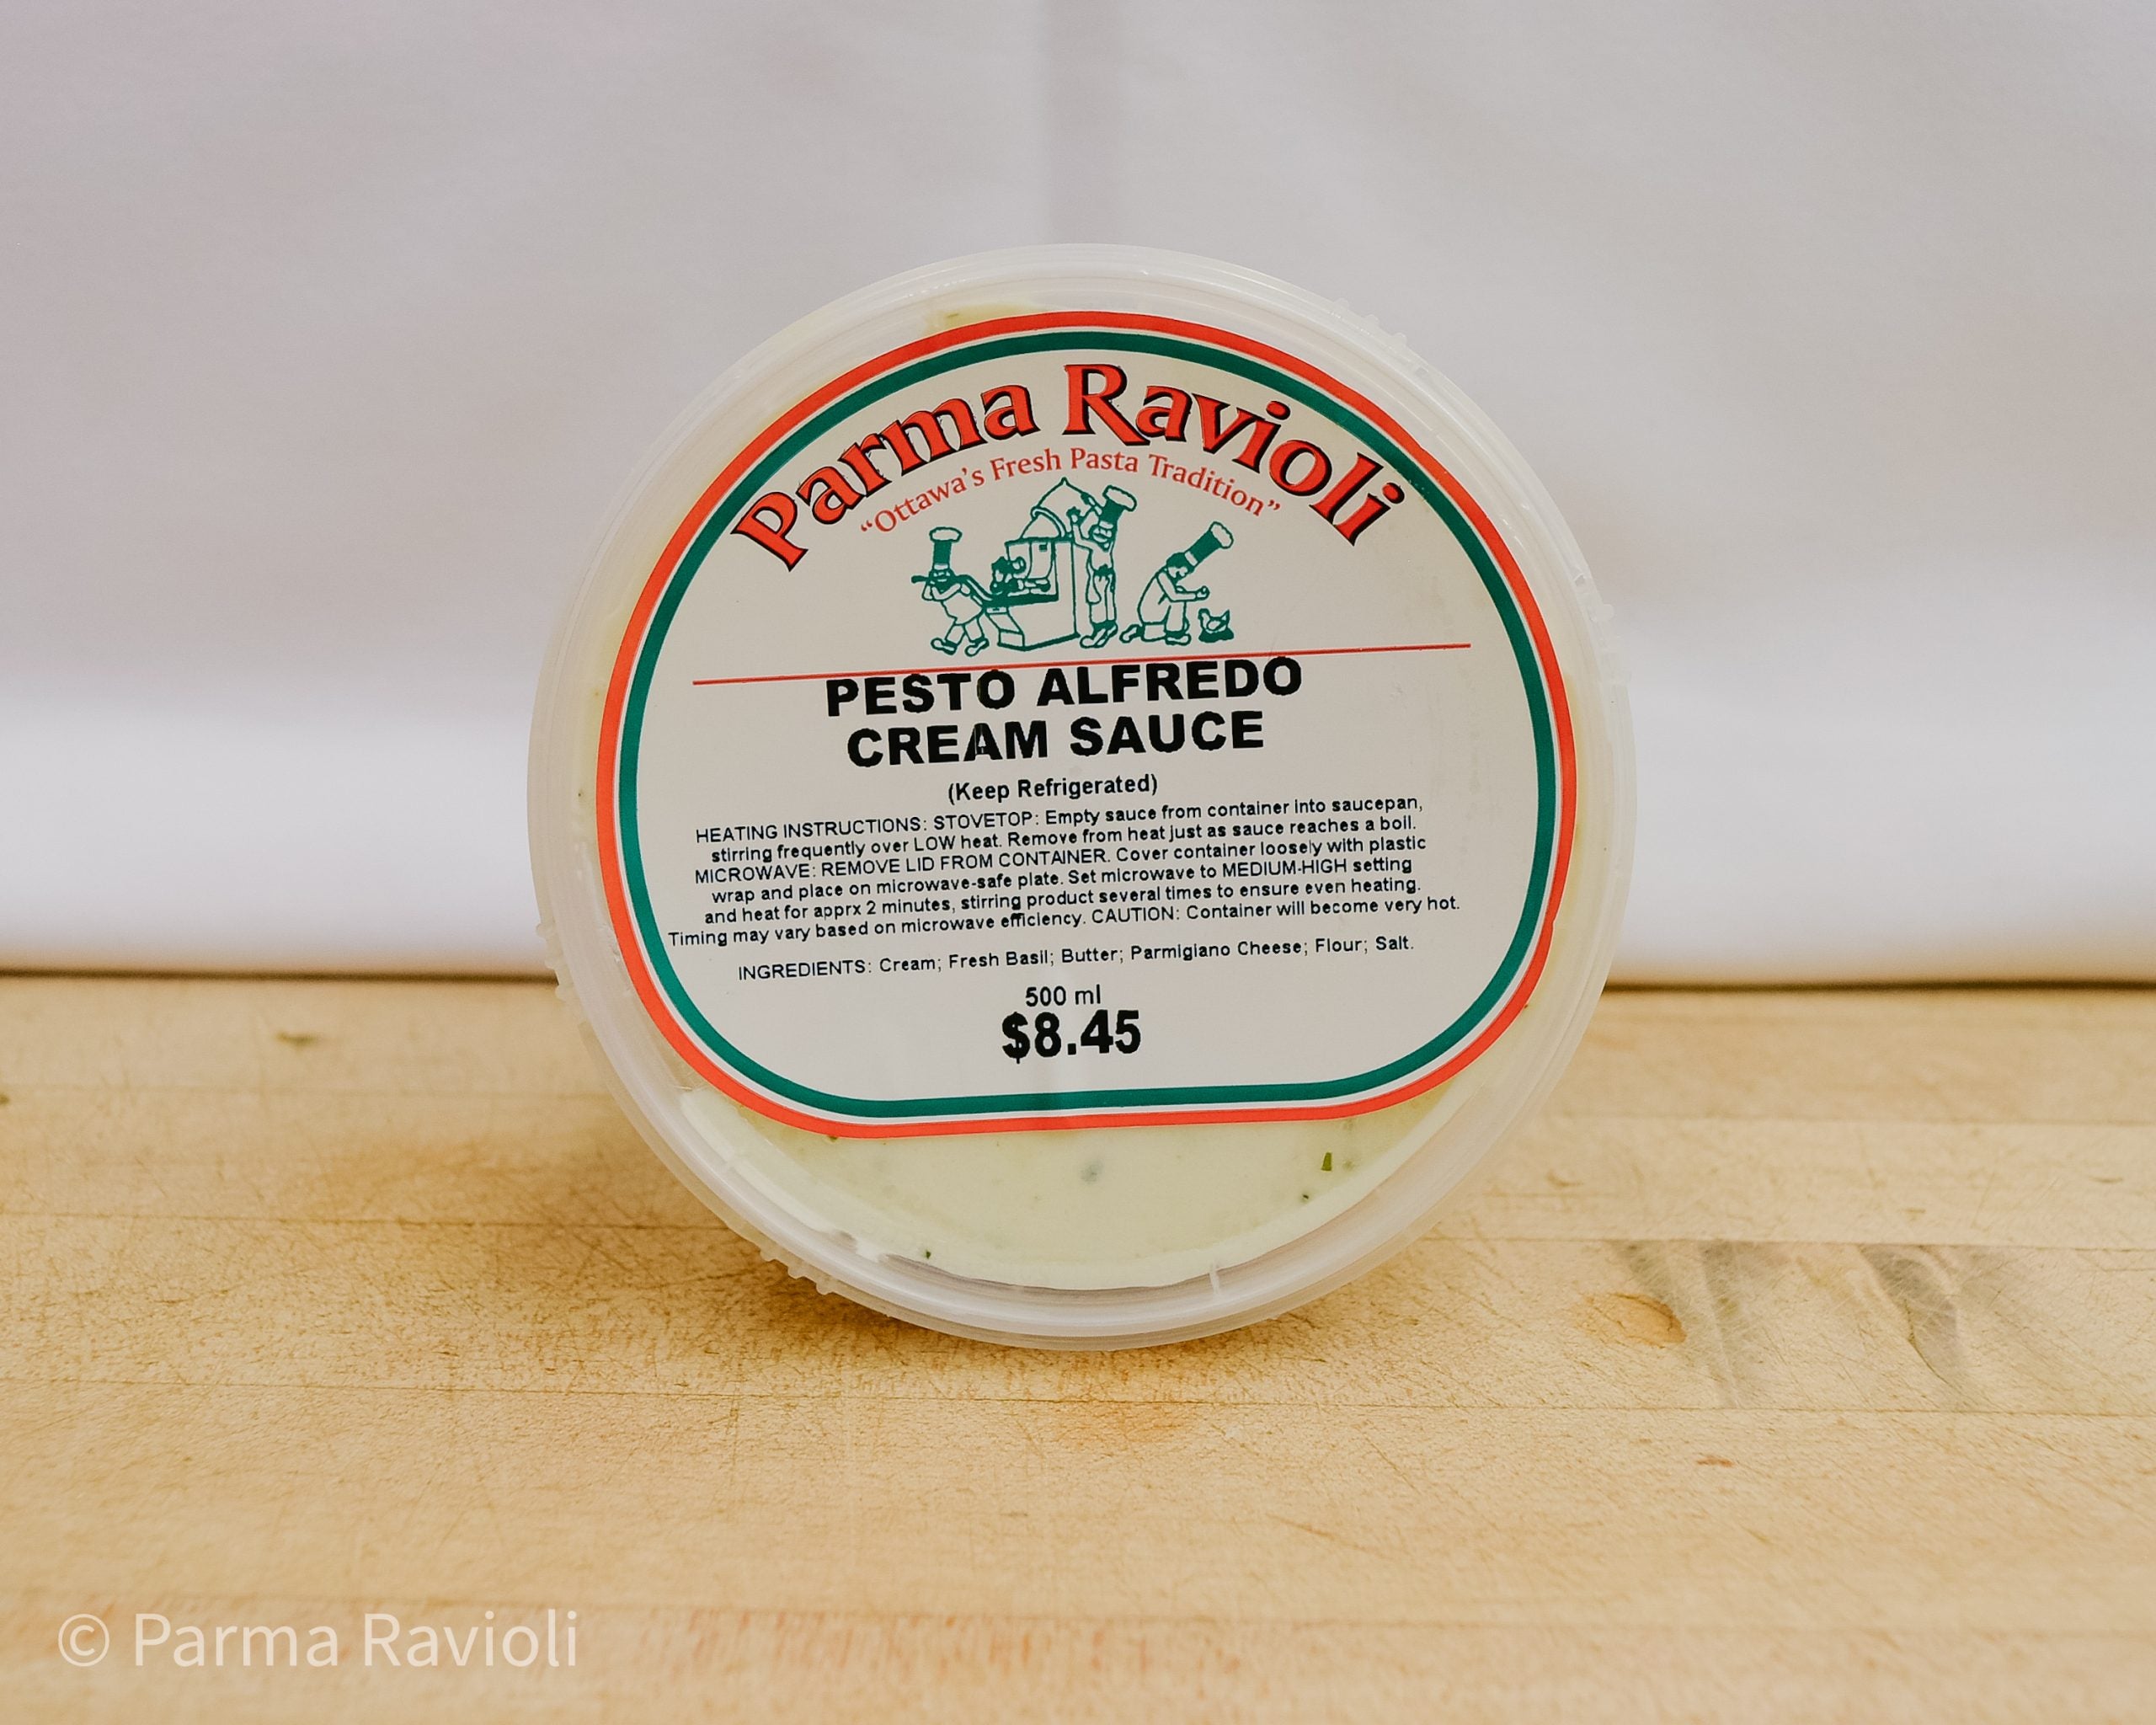 Parma Ravioli
“Ottawa’s Fresh Pasta Tradition”
PESTO ALFREDO
CREAM SAUCE
(Keep Refrigerated)
HEATING INSTRUCTIONS: STOVETOP: Empty sauce from container into saucepan,
stirring frequently over LOW heat. Remove from heat just as sauce reaches a boil.
MICROWAVE: REMOVE LID FROM CONTAINER. Cover container loosely with plastic
wrap and place on microwave-safe plate. Set microwave to MEDIUM-HIGH setting
and heat for apprx 2 minutes, stirring product several times to ensure even heating.
Timing may vary based on microwave efficiency. CAUTION: Container will become very hot.
INGREDIENTS: Cream; Fresh Basil; Butter; Parmigiano Cheese; Flour; Salt.
500 ml
$8.45
© Parma Ravioli